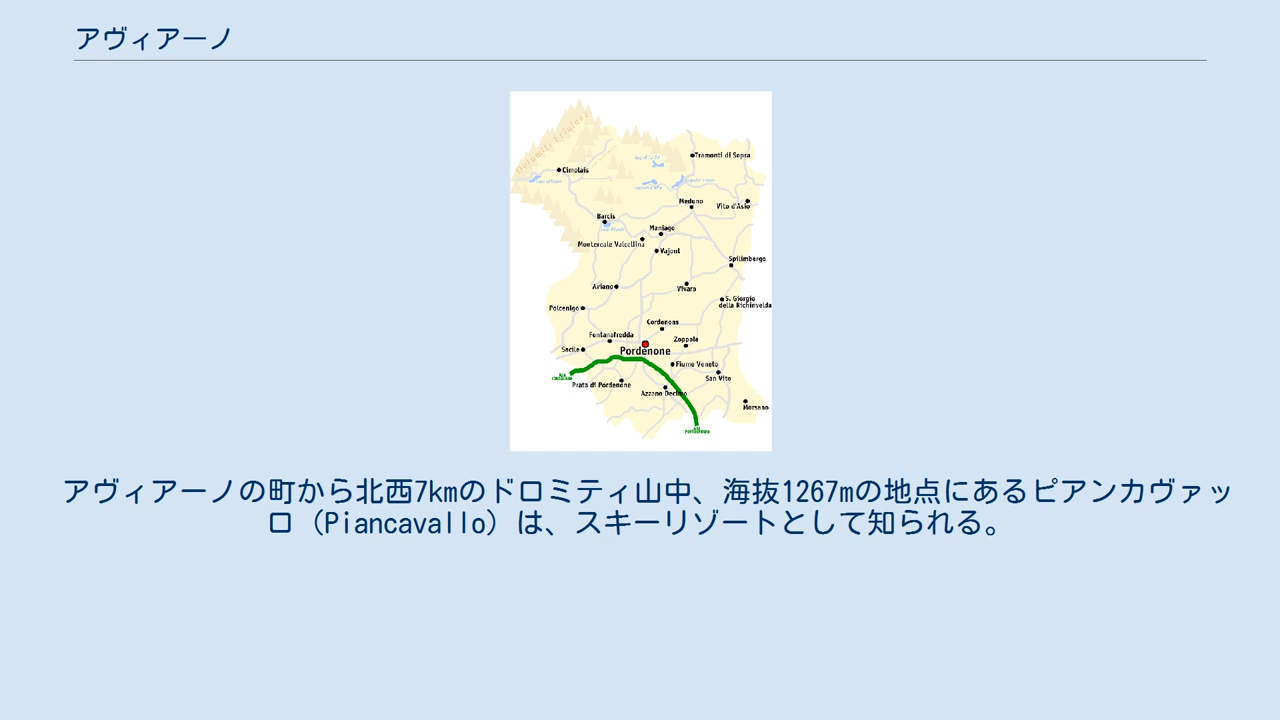 アヴィアーノ
Dolomiti Friulane
Tramonti di Sopra
Cimolais
Meduno
Vito d'Asio
Barcis
Maniago
Montereale Valcellina
Vajont
Spilimbergo
Aviano
Vivaro
S. Giorgio
della Richinvelda
Polcenigo
Cordenons
Fontanafredda
Zoppola
Sacile
Pordenone
Fiume Veneto
San Vito
Prata di Pordenone
Azzano Decimo
Morsano
アヴィアーノの町から北西7kmのドロミティ山中、海抜1267mの地点にあるピアンカヴァッ
ロ（Piancavallo）は、スキーリゾートとして知られる。